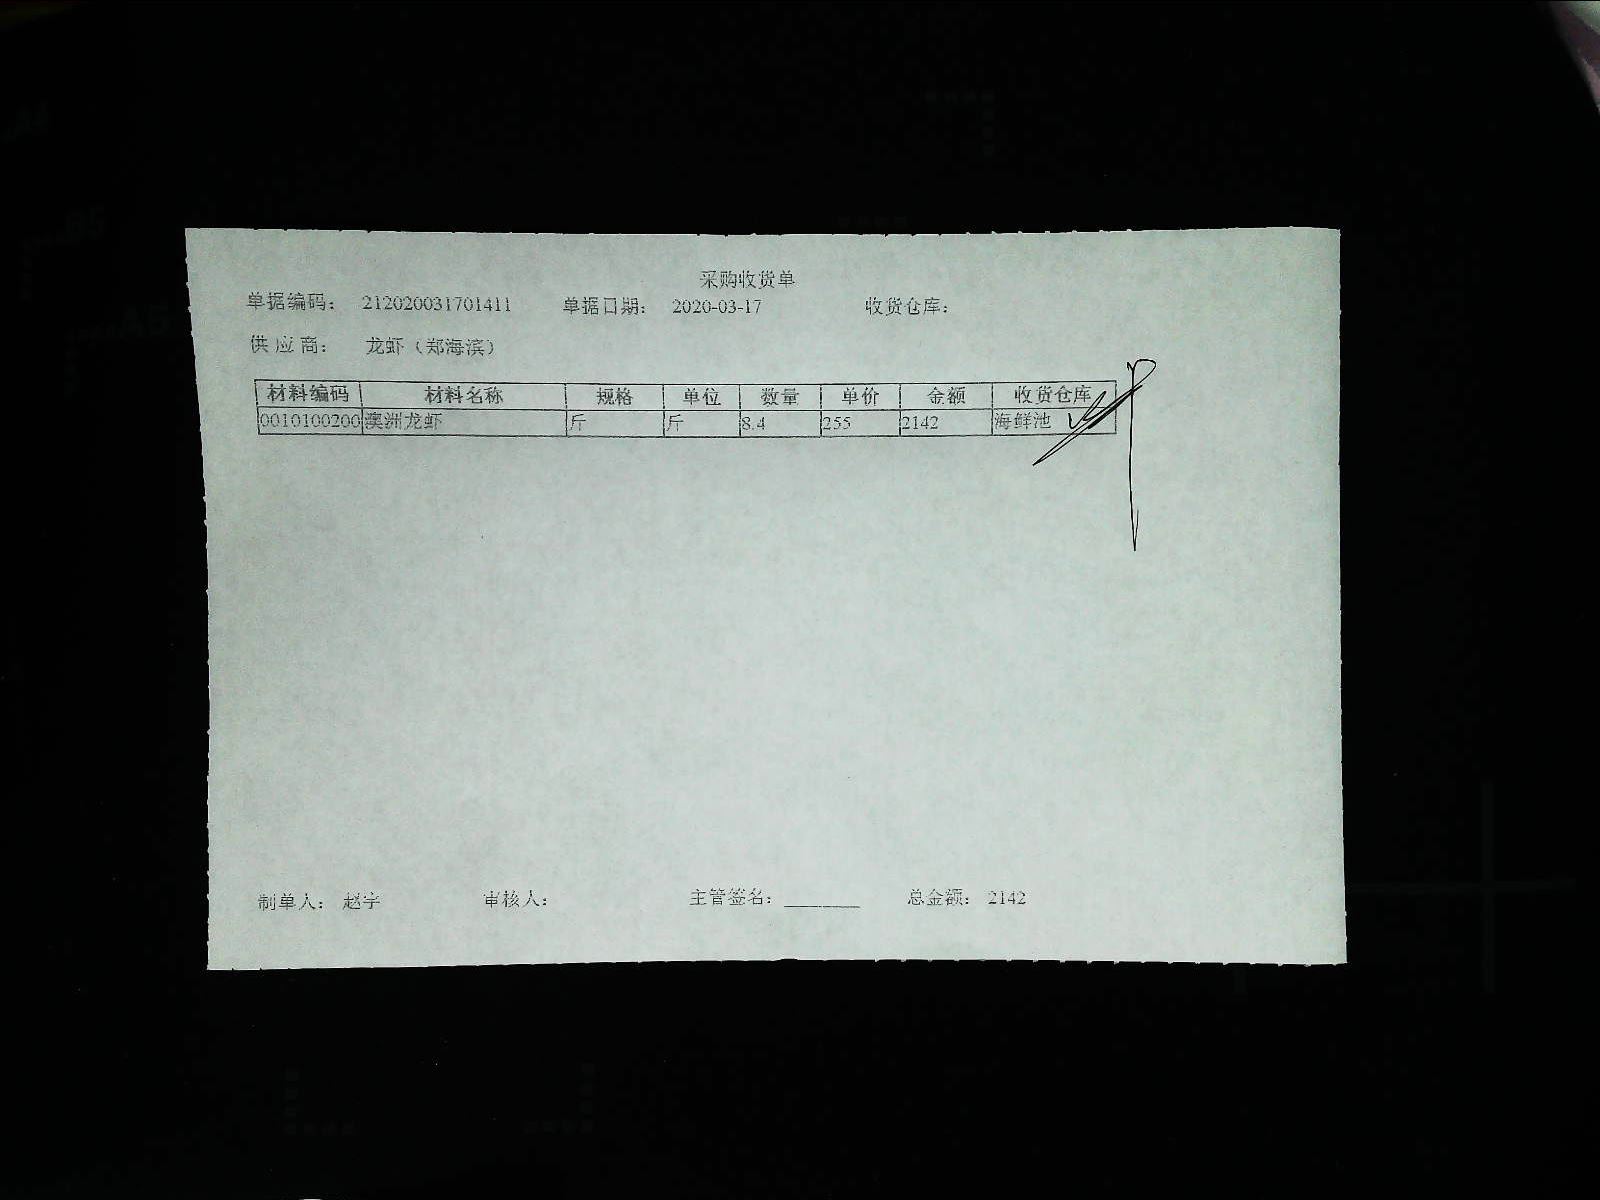 采购收货单
单据编码： 212020031701411 单据日期： 2020-03-17 收货仓库：
供应商： 龙虾（郑海滨）
材料编码 材料名称 规格 单位 数量 单价 金额 收货仓库
0010100200 澳洲龙虾 斤 斤 8.4 255 2142 海鲜池
制单人： 赵宇 审核人： 主管签名： ________ 总金额： 2142